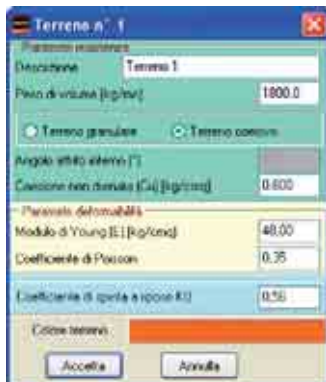 Terreno n° 1
Parametri resistenza
Descrizione Terreno 1
Peso di volume [kg/mc] 1800.0
Terreno granulare Terreno coesivo
Angolo attrito interno [°]
Coesione non drenata (Cu) [kg/cmq] 0.600
Parametri deformabilità
Modulo di Young (E) [kg/cmq] 48.00
Coefficiente di Poisson 0.35
Coefficiente di spinta a riposo K0 0.56
Colore terreno
Accetta Annulla